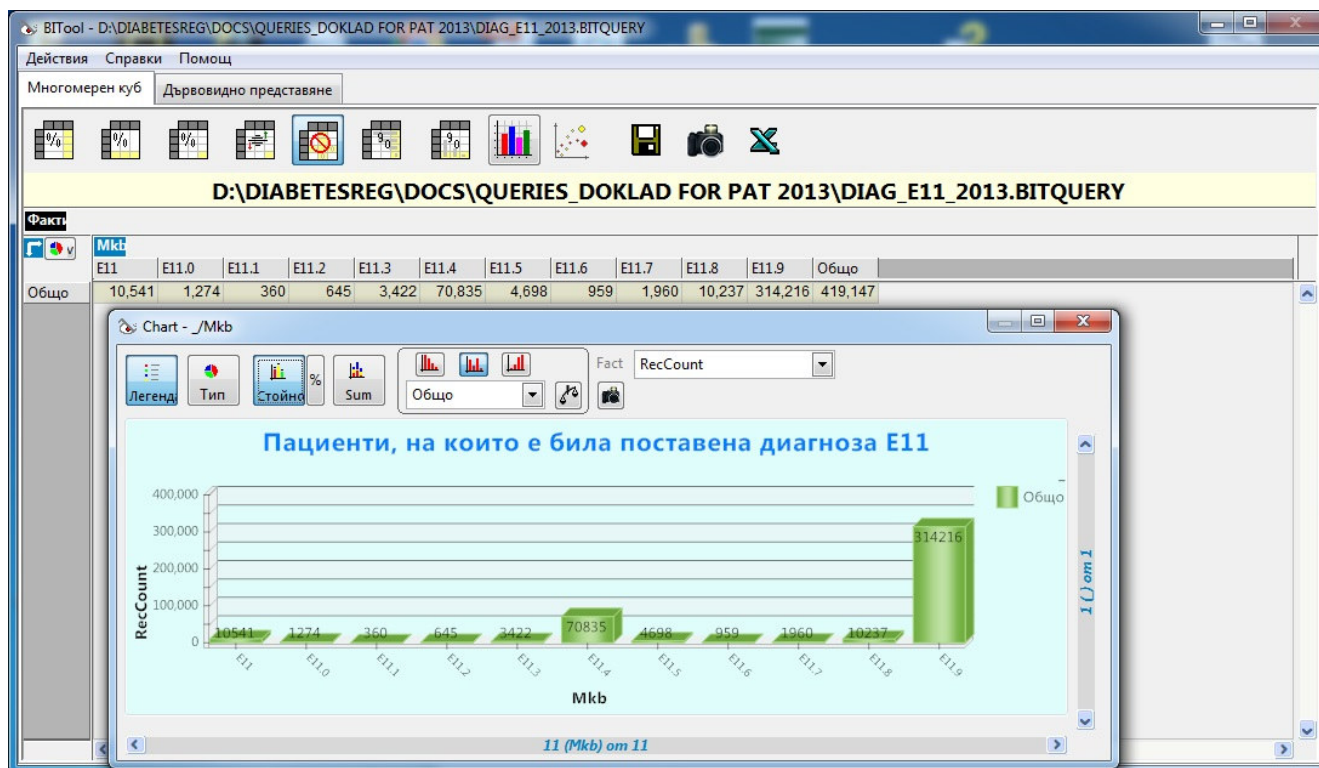 BITool - D:\DIABETESREG\DOCS\QUERIES_DOKLAD FOR PAT 2013\DIAG_E11_2013.BITQUERY
Действия Справки Помощ
Многомерен куб Дървовидно представяне
D:\DIABETESREG\DOCS\QUERIES_DOKLAD FOR PAT 2013\DIAG_E11_2013.BITQUERY
Факти
v Mkb
E11 E11.0 E11.1 E11.2 E11.3 E11.4 E11.5 E11.6 E11.7 E11.8 E11.9 Общо
Общо 10,541 1,274 360 645 3,422 70,835 4,698 959 1,960 10,237 314,216 419,147
Chart - _/Mkb
Fact RecCount
Легенда Тип Стойно % Sum Общо
Пациенти, на които е била поставена диагноза E11
400,000
300,000
200,000
100,000
0
RecCount
10541 1274 360 645 3422 70835 4698 959 1960 10237 314216
E11 E11.0 E11.1 E11.2 E11.3 E11.4 E11.5 E11.6 E11.7 E11.8 E11.9
Mkb
Общо
1 (_) от 1
11 (Mkb) от 11